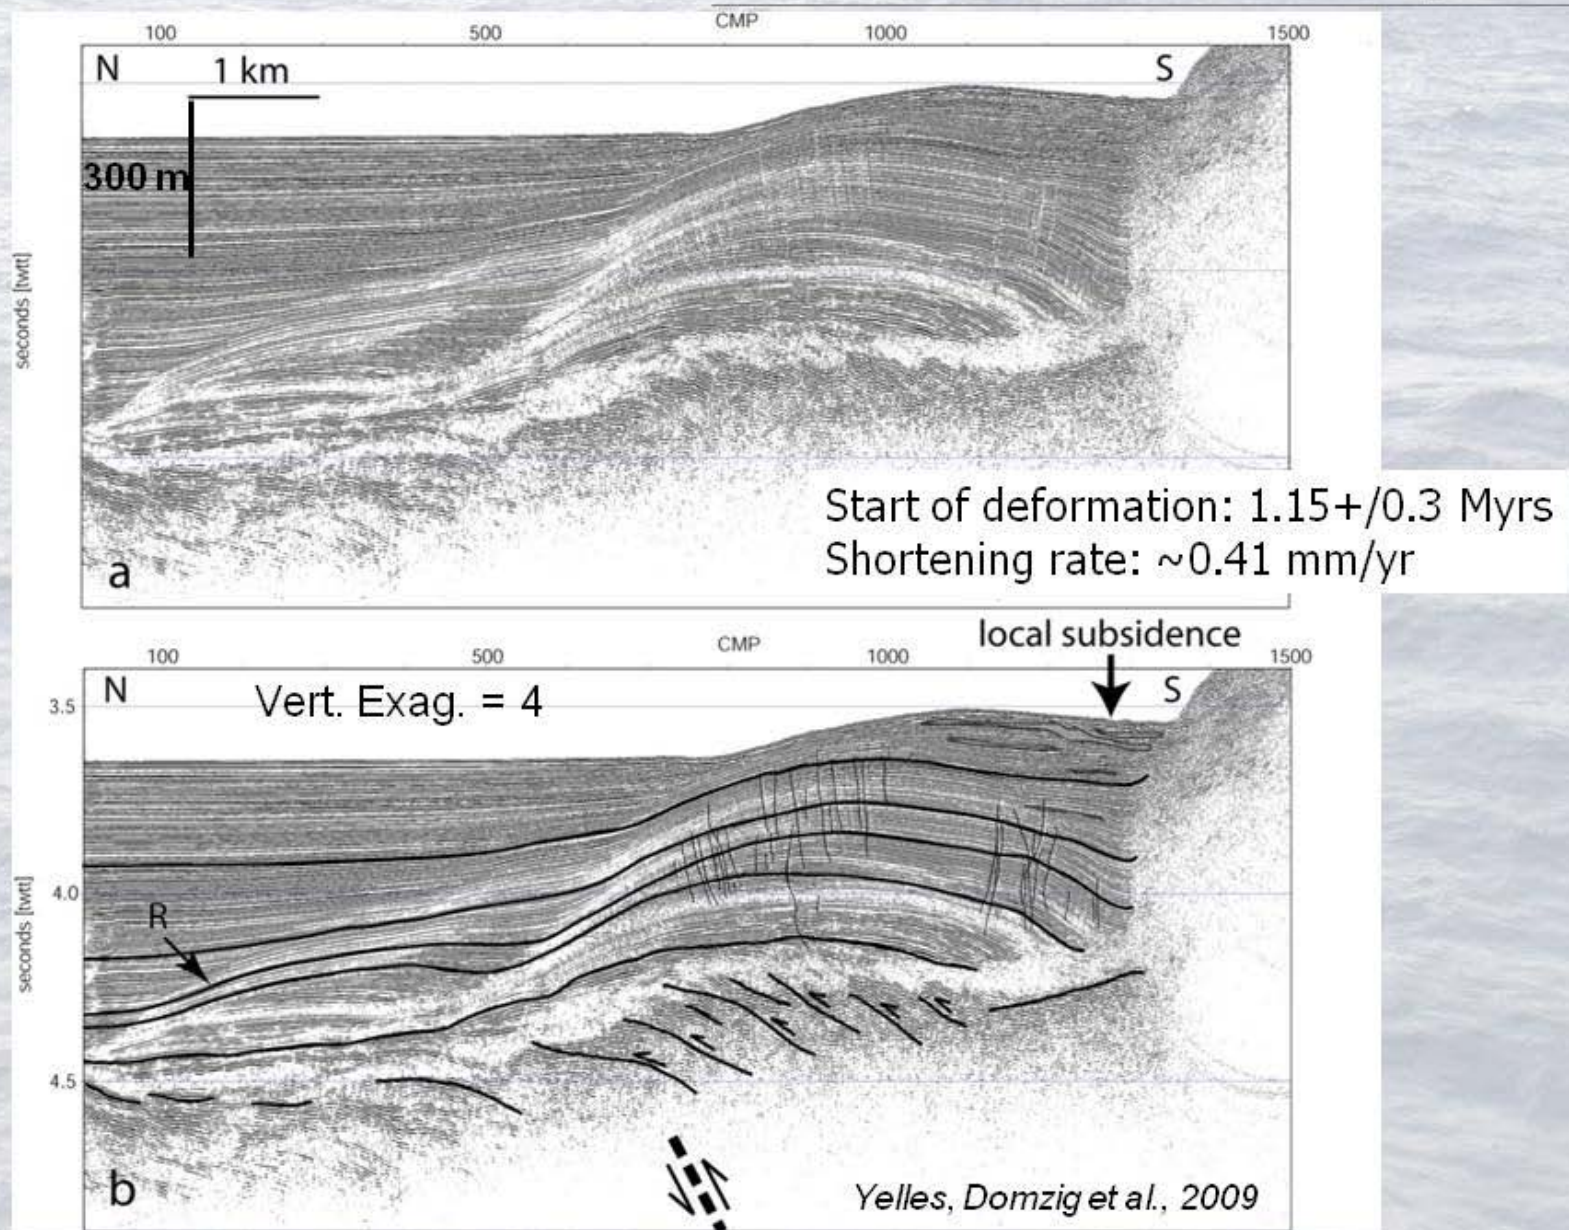 CMP
100 500 1000 1500
N 1 km S
300 m
seconds [twtt]
a
Start of deformation: 1.15+/0.3 Myrs
Shortening rate: ~0.41 mm/yr
local subsidence
CMP
100 500 1000 1500
N Vert. Exag. = 4 S
3.5
4.0
R
seconds [twtt]
4.5
b
Yelles, Domzig et al., 2009